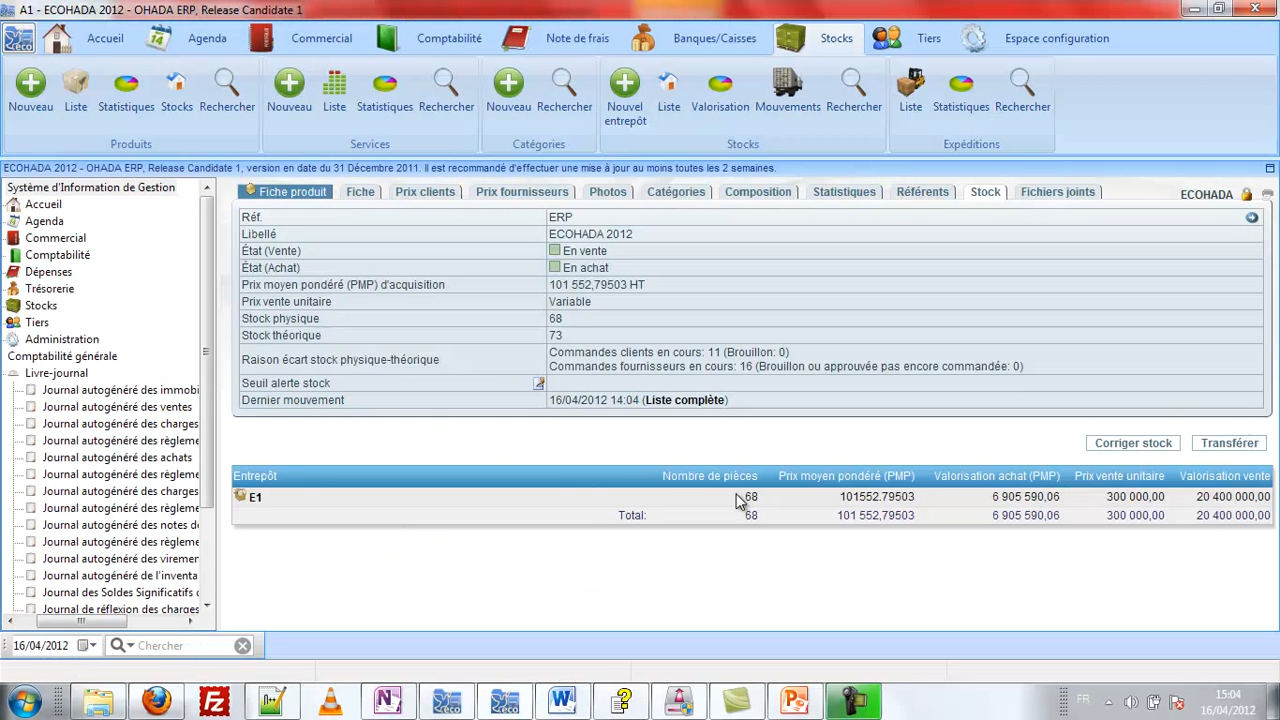 A1 - ECOHADA 2012 - OHADA ERP, Release Candidate 1
Accueil Agenda Commercial Comptabilité Note de frais Banques/Caisses Stocks Tiers Espace configuration
Nouveau Liste Statistiques Stocks Rechercher Nouveau Liste Statistiques Rechercher Nouveau Rechercher Nouvel entrepôt Liste Valorisation Mouvements Rechercher Liste Statistiques Rechercher
Produits Services Catégories Stocks Expéditions
ECOHADA 2012 - OHADA ERP, Release Candidate 1, version en date du 31 Décembre 2011. Il est recommandé d'effectuer une mise à jour au moins toutes les 2 semaines.
Système d'Information de Gestion
Accueil
Agenda
Commercial
Comptabilité
Dépenses
Trésorerie
Stocks
Tiers
Administration
Comptabilité générale
Livre-journal
Journal autogénéré des immobi
Journal autogénéré des ventes
Journal autogénéré des charges
Journal autogénéré des règleme
Journal autogénéré des achats
Journal autogénéré des règleme
Journal autogénéré des charges
Journal autogénéré des règleme
Journal autogénéré des notes d
Journal autogénéré des règleme
Journal autogénéré des viremen
Journal autogénéré de l'inventa
Journal des Soldes Significatifs d
Journal de réflexion des charges
Fiche produit Fiche Prix clients Prix fournisseurs Photos Catégories Composition Statistiques Référents Stock Fichiers joints ECOHADA
Réf. ERP
Libellé ECOHADA 2012
État (Vente) En vente
État (Achat) En achat
Prix moyen pondéré (PMP) d'acquisition 101 552,79503 HT
Prix vente unitaire Variable
Stock physique 68
Stock théorique 73
Raison écart stock physique-théorique Commandes clients en cours: 11 (Brouillon: 0)
Commandes fournisseurs en cours: 16 (Brouillon ou approuvée pas encore commandée: 0)
Seuil alerte stock
Dernier mouvement 16/04/2012 14:04 (Liste complète)
Corriger stock Transférer
Entrepôt Nombre de pièces Prix moyen pondéré (PMP) Valorisation achat (PMP) Prix vente unitaire Valorisation vente
E1 68 101552.79503 6 905 590,06 300 000,00 20 400 000,00
Total: 68 101 552,79503 6 905 590,06 300 000,00 20 400 000,00
16/04/2012 Chercher
FR 15:04
16/04/2012